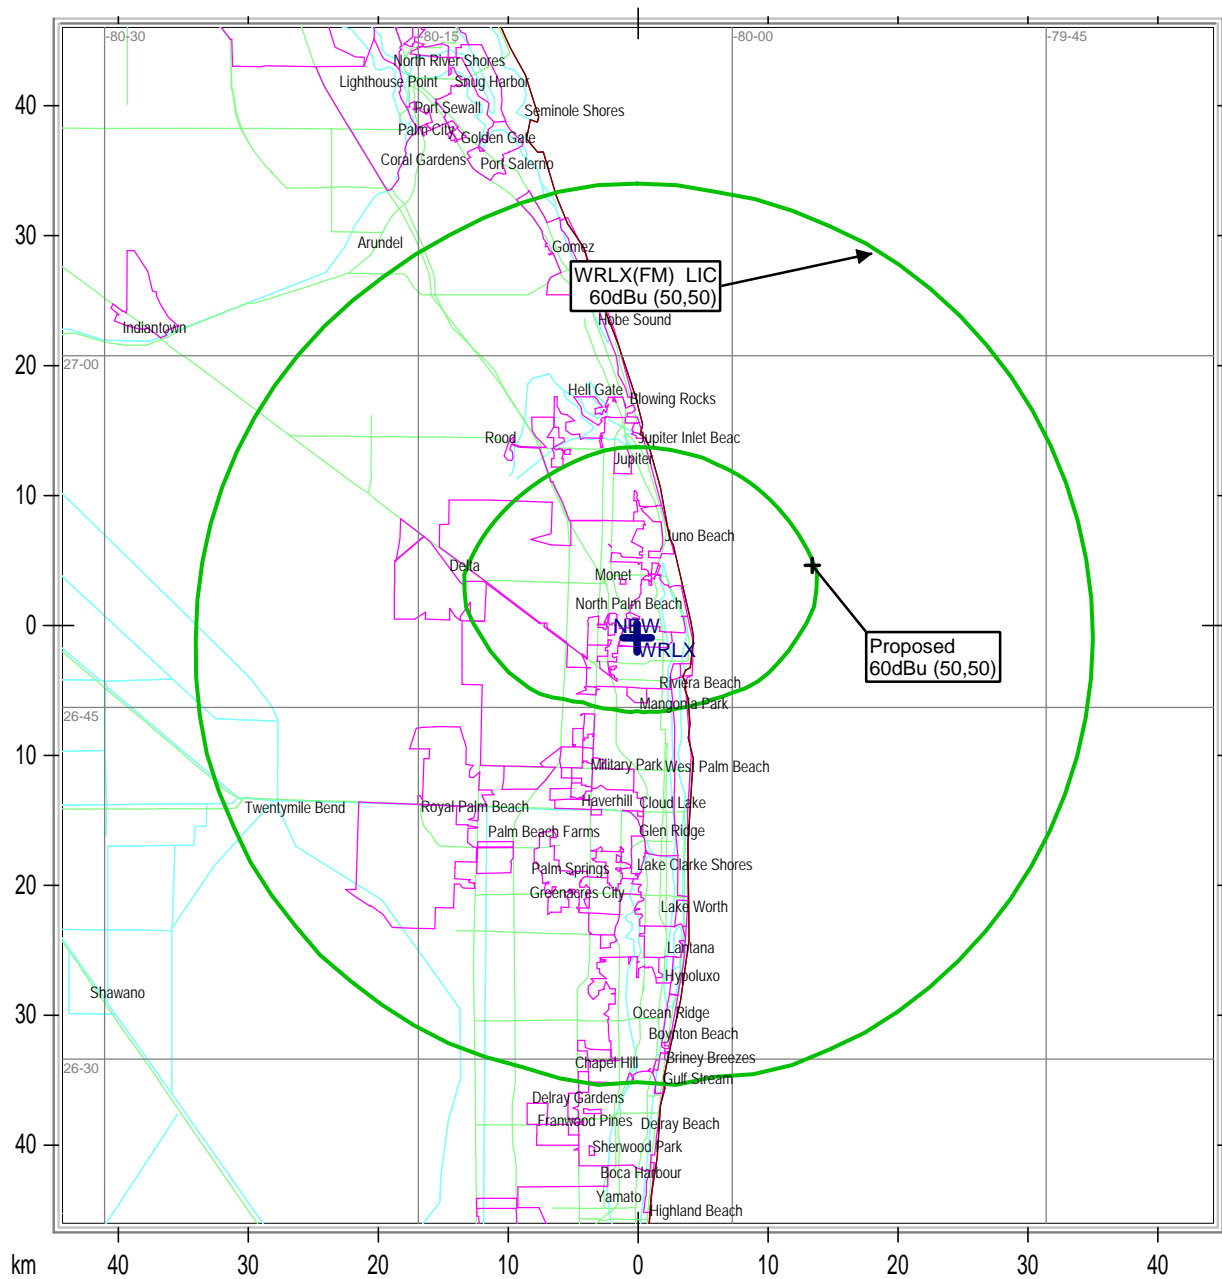 -80-30
-80-15
-80-00
-79-45
North River Shores
Lighthouse Point
Snug Harbor
40
Port Sewall
Seminole Shores
Palm City
Golden Gate
Coral Gardens
Port Salerno
30
Arundel
Gomez
WRLX(FM) LIC
60dBu (50,50)
Hobe Sound
Indiantown
27-00
20
Hell Gate
Blowing Rocks
Rood
Jupiter Inlet Beac
Jupiter
10
Juno Beach
Delta
Monet
North Palm Beach
0
NEW
WRLX
Proposed
60dBu (50,50)
Riviera Beach
Mangonia Park
26-45
10
Military Park
West Palm Beach
Twentymile Bend
Royal Palm Beach
Haverhill
Cloud Lake
Palm Beach Farms
Glen Ridge
Palm Springs
Lake Clarke Shores
20
Greenacres City
Lake Worth
Lantana
Hypoluxo
Shawano
30
Ocean Ridge
Boynton Beach
Briney Breezes
26-30
Chapel Hill
Gulf Stream
Delray Gardens
Franwood Pines
Delray Beach
40
Sherwood Park
Boca Harbour
Yamato
Highland Beach
km
40
30
20
10
0
10
20
30
40